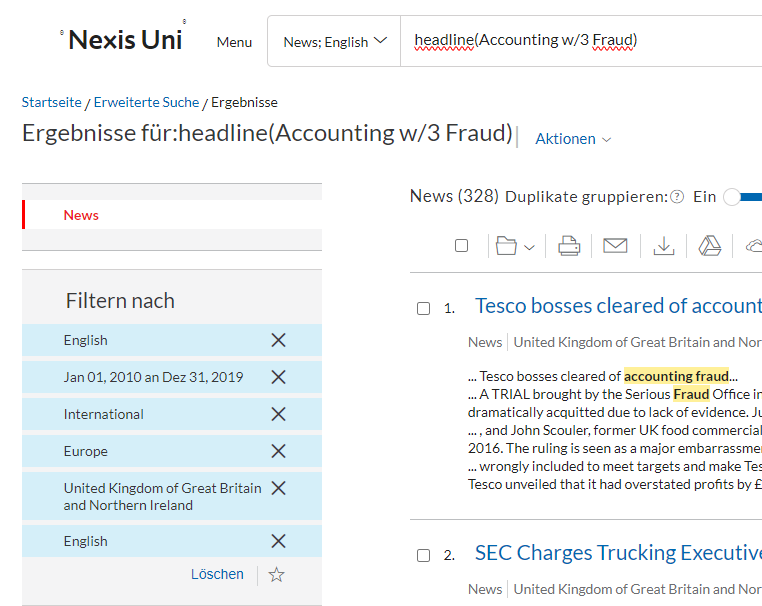 Nexis Uni
Menu
News; English
headline(Accounting w/3 Fraud)
Startseite / Erweiterte Suche / Ergebnisse
Ergebnisse für:headline(Accounting w/3 Fraud)
Aktionen
News
Filtern nach
English
Jan 01, 2010 an Dez 31, 2019
International
Europe
United Kingdom of Great Britain
and Northern Ireland
English
Löschen
News (328) Duplikate gruppieren: ? Ein
1. Tesco bosses cleared of account
News United Kingdom of Great Britain and Nor
... Tesco bosses cleared of accounting fraud...
... A TRIAL brought by the Serious Fraud Office in
dramatically acquitted due to lack of evidence. Ju
... , and John Scouler, former UK food commercial
2016. The ruling is seen as a major embarrassme
... wrongly included to meet targets and make Tes
Tesco unveiled that it had overstated profits by £
2. SEC Charges Trucking Executive
News United Kingdom of Great Britain and Nor